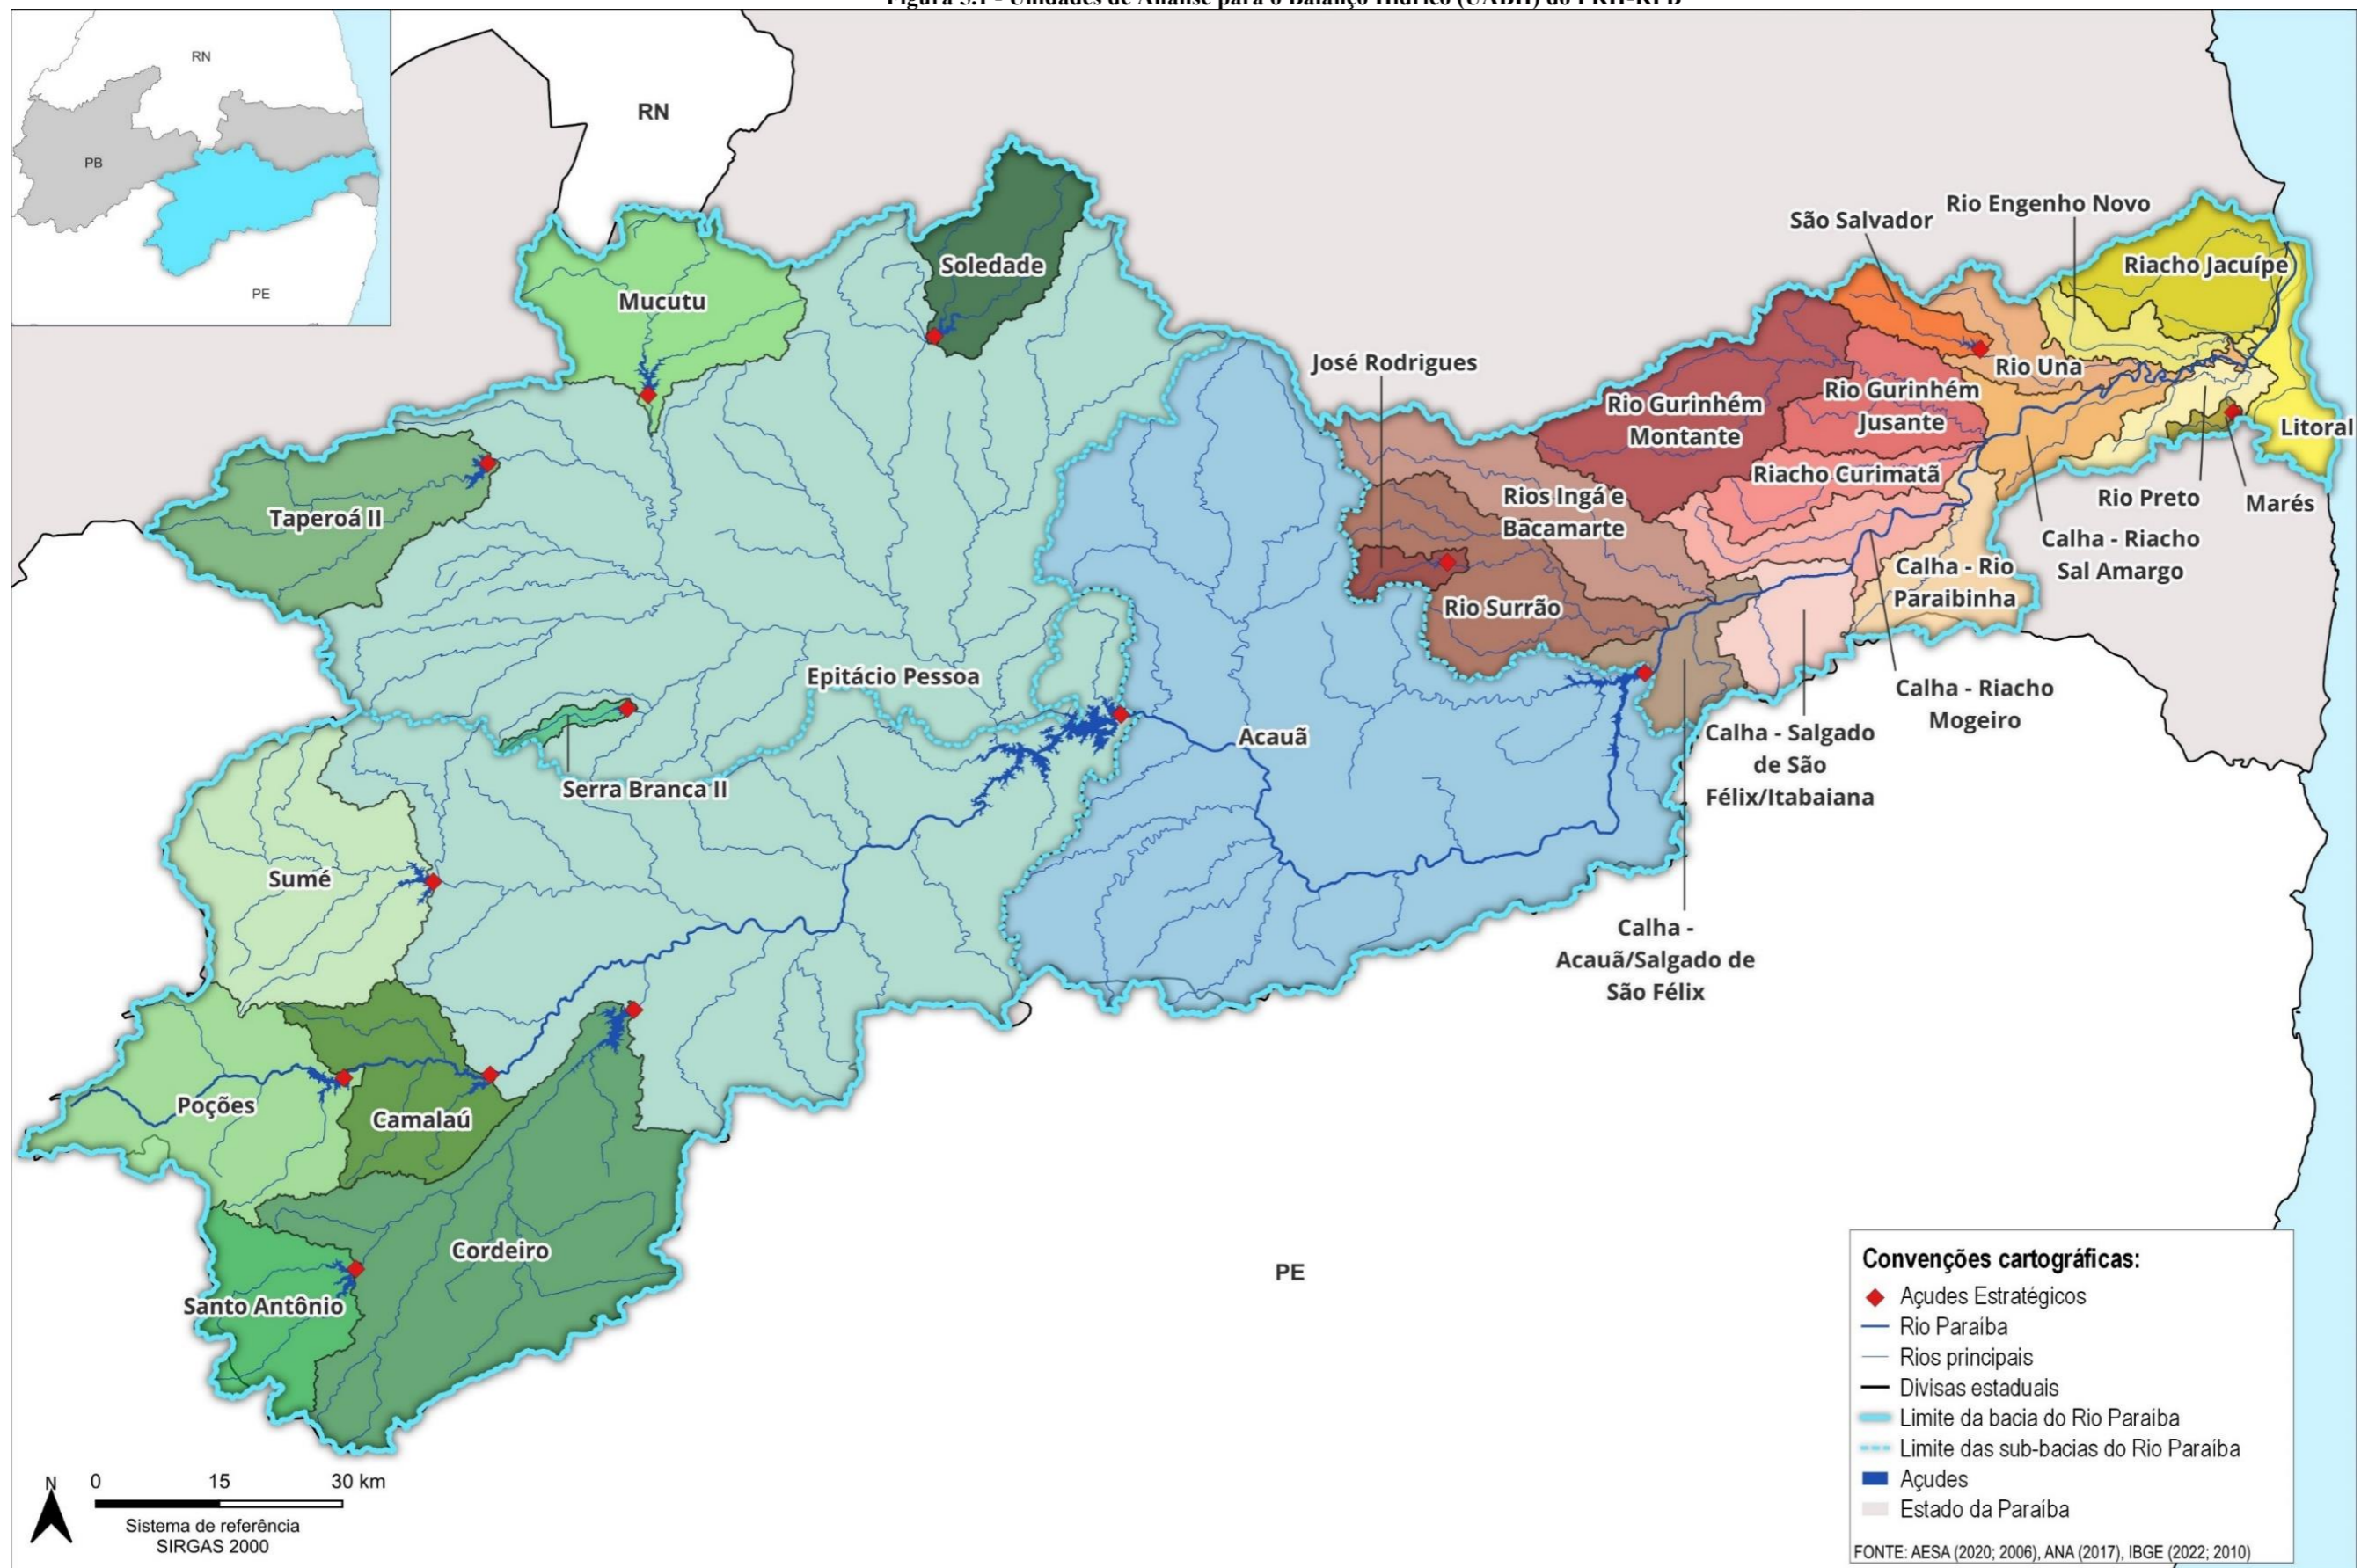 Figura 5.1 - Unidades de Análise para o Balanço Hídrico (UABH) do PRH-RPB
RN
PB
PE
RN
Soledade
Mucutu
São Salvador
Rio Engenho Novo
Riacho Jacuípe
José Rodrigues
Rio Una
Rio Gurinhém
Montante
Rio Gurinhém
Jusante
Litoral
Riacho Curimatã
Rio Preto
Marés
Taperoá II
Rios Ingá e
Bacamarte
Calha - Riacho
Sal Amargo
Calha - Rio
Paraibinha
Rio Surrão
Epitácio Pessoa
Calha - Riacho
Mogeiro
Acauã
Calha - Salgado
de São
Félix/Itabaiana
Serra Branca II
Sumé
Calha -
Acauã/Salgado de
São Félix
Poções
Camalaú
Cordeiro
Santo Antônio
PE
Convenções cartográficas:
Açudes Estratégicos
Rio Paraíba
Rios principais
Divisas estaduais
Limite da bacia do Rio Paraíba
Limite das sub-bacias do Rio Paraíba
Açudes
Estado da Paraíba
FONTE: AESA (2020; 2006), ANA (2017), IBGE (2022; 2010)
N
0 15 30 km
Sistema de referência
SIRGAS 2000